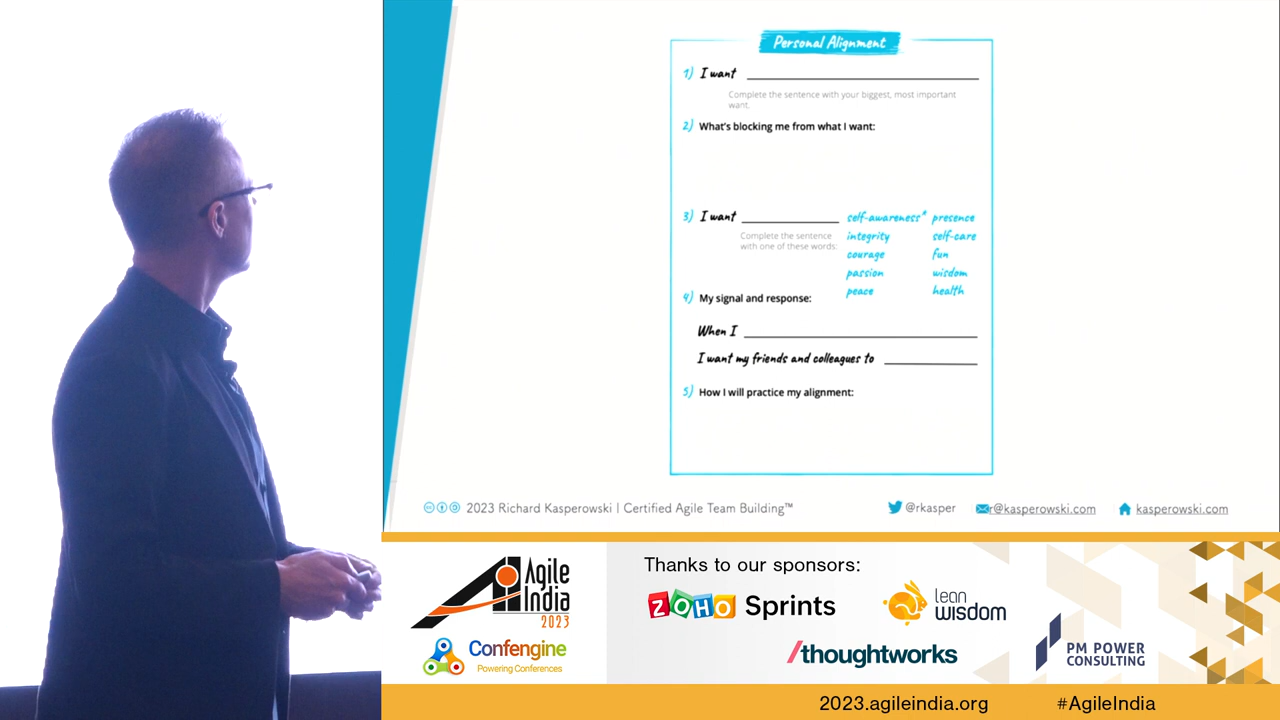 Personal Alignment
1) I want
Complete the sentence with your biggest, most important
want.
2) What's blocking me from what I want:
3) I want
Complete the sentence
with one of these words:
self-awareness* presence
integrity self-care
courage fun
passion wisdom
peace health
4) My signal and response:
When I
I want my friends and colleagues to
5) How I will practice my alignment:
2023 Richard Kasperowski | Certified Agile Team Building™
@rkasper
r@kasperowski.com
kasperowski.com
Agile
India
2023
Confengine
Powering Conferences
Thanks to our sponsors:
ZOHO Sprints
lean
wisdom
/thoughtworks
PM POWER
CONSULTING
2023.agileindia.org
#AgileIndia